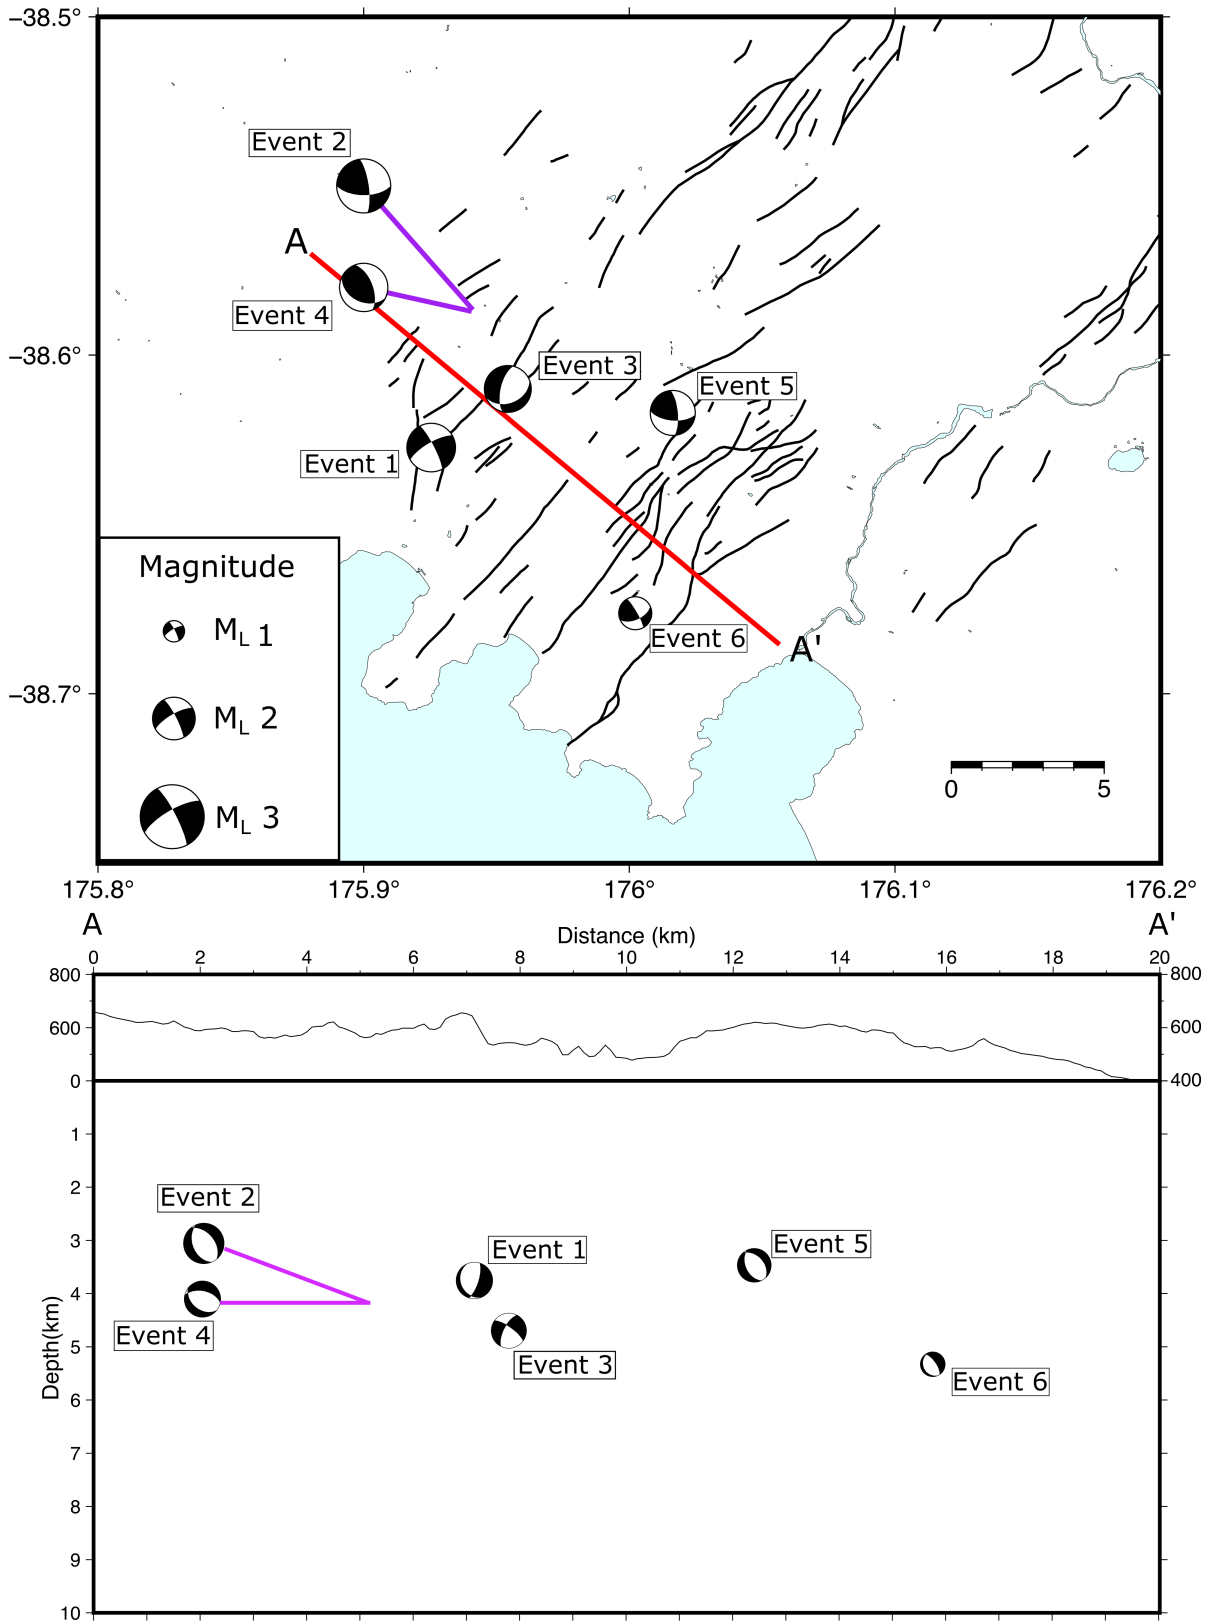 −38.5°
Event 2
A
Event 4
−38.6°
Event 3
Event 5
Event 1
Magnitude
ML 1
Event 6
A'
−38.7°
ML 2
0 5
ML 3
175.8° 175.9° 176° 176.1° 176.2°
A A'
Distance (km)
0 2 4 6 8 10 12 14 16 18 20
800 800
600 600
0 400
1
2
Event 2
3
Event 1 Event 5
4
Event 4
5
Event 3
Depth(km)
6
Event 6
7
8
9
10